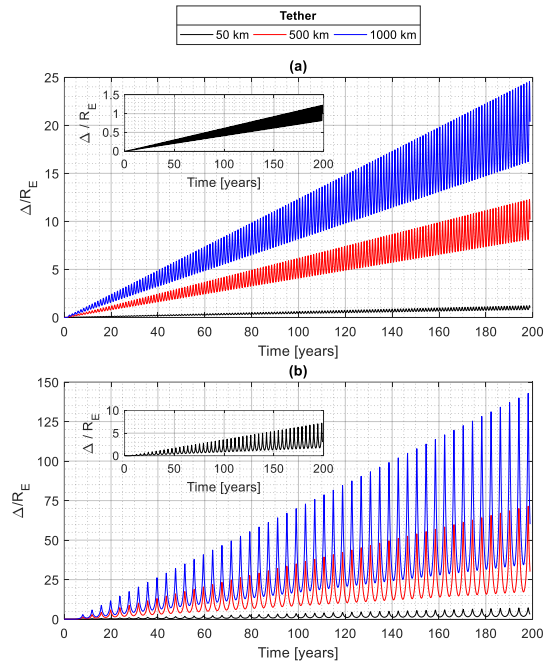 Tether
50 km 500 km 1000 km
(a)
25
20
15
10
5
0
Δ/R_E
0 20 40 60 80 100 120 140 160 180 200
Time [years]
1.5
1
0.5
0
Δ / R_E
0 50 100 150 200
Time [years]
(b)
150
125
100
75
50
25
0
Δ/R_E
0 20 40 60 80 100 120 140 160 180 200
Time [years]
10
5
0
Δ / R_E
0 50 100 150 200
Time [years]